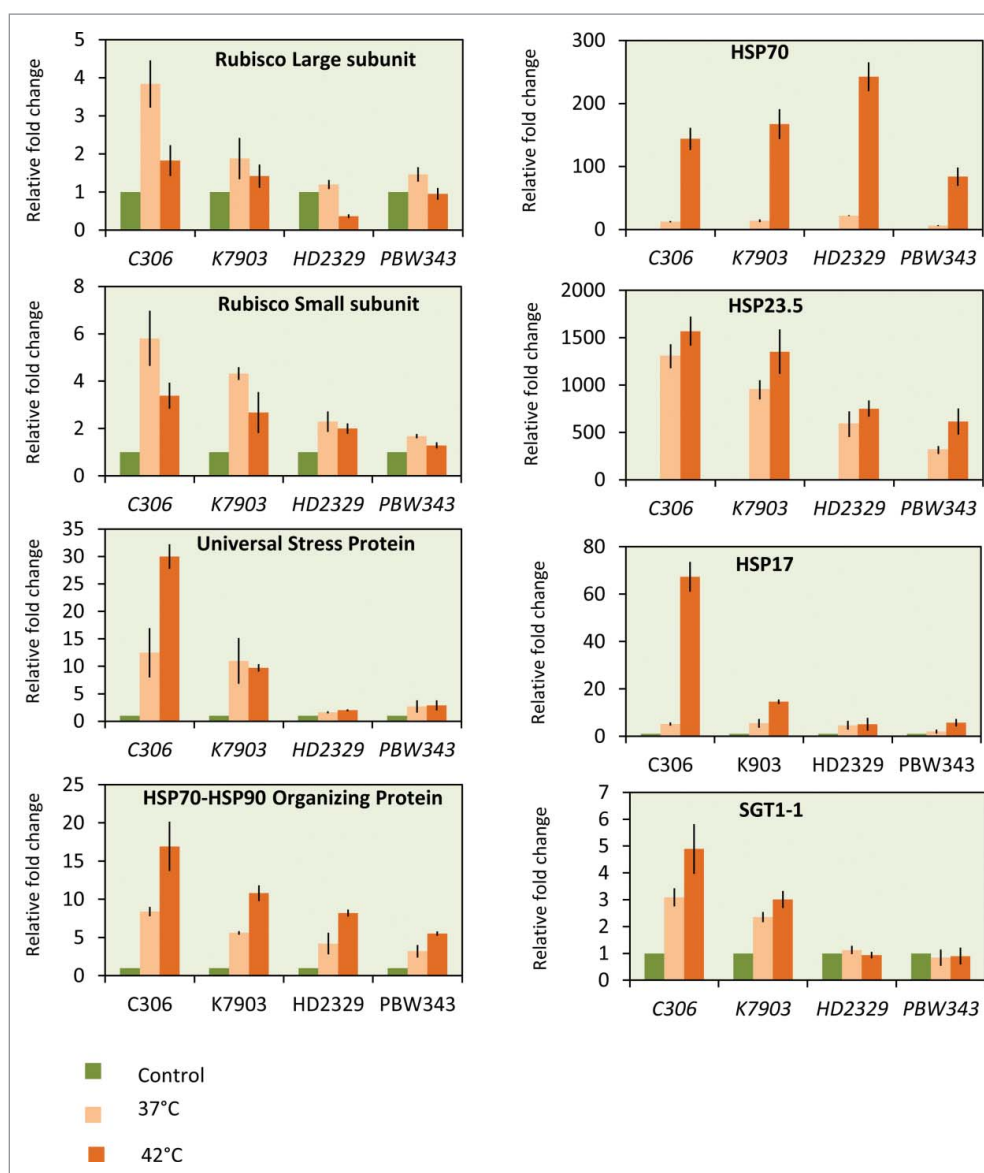 Rubisco Large subunit
Relative fold change
5
4
3
2
1
0
C306 K7903 HD2329 PBW343
HSP70
Relative fold change
300
200
100
0
C306 K7903 HD2329 PBW343
Rubisco Small subunit
Relative fold change
8
6
4
2
0
C306 K7903 HD2329 PBW343
HSP23.5
Relative fold change
2000
1500
1000
500
0
C306 K7903 HD2329 PBW343
Universal Stress Protein
Relative fold change
35
30
25
20
15
10
5
0
C306 K7903 HD2329 PBW343
HSP17
Relative fold change
80
60
40
20
0
C306 K903 HD2329 PBW343
HSP70-HSP90 Organizing Protein
Relative fold change
25
20
15
10
5
0
C306 K7903 HD2329 PBW343
SGT1-1
Relative fold change
7
6
5
4
3
2
1
0
C306 K7903 HD2329 PBW343
Control
37°C
42°C